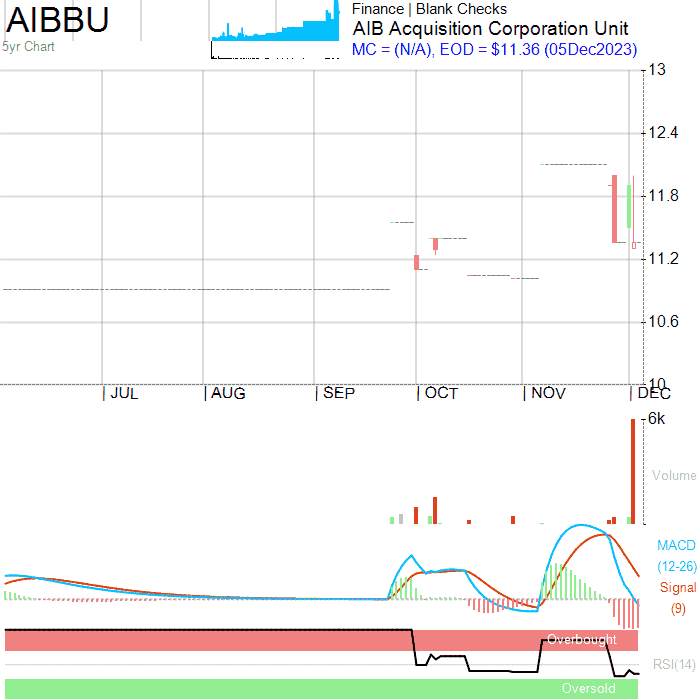 AIBBU
5yr Chart
Finance | Blank Checks
AIB Acquisition Corporation Unit
MC = (N/A), EOD = $11.36 (05Dec2023)
13
12.4
11.8
11.2
10.6
10
JUL AUG SEP OCT NOV DEC
6k
Volume
MACD
(12-26)
Signal
(9)
Overbought
RSI(14)
Oversold